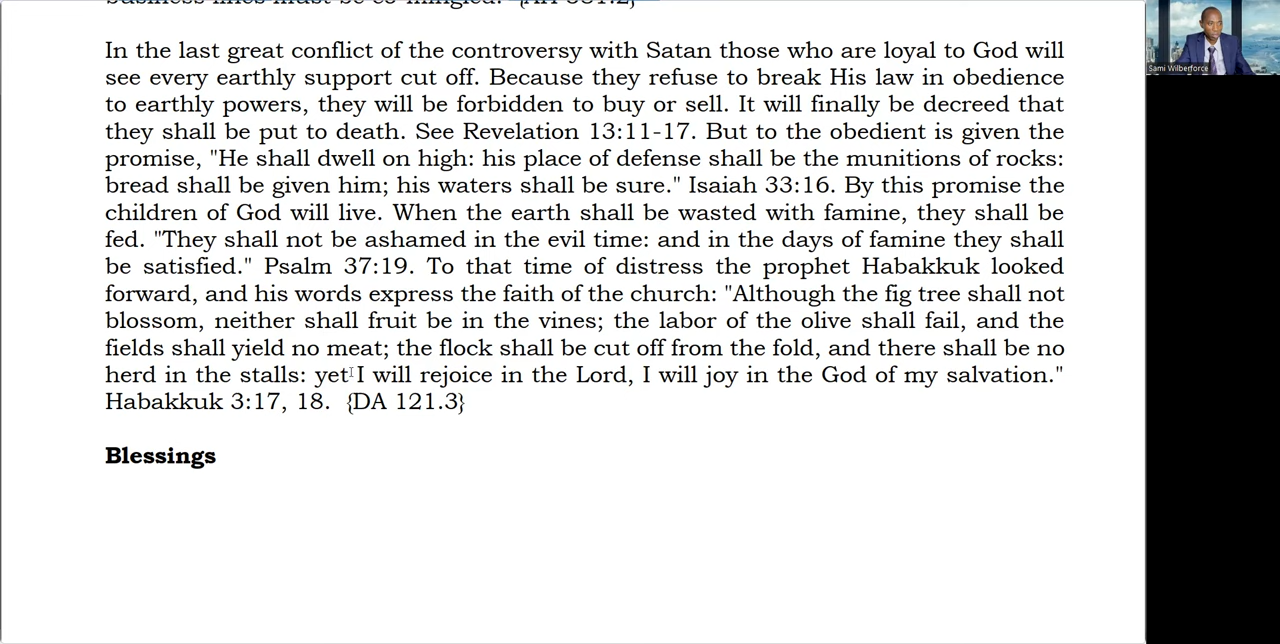 business lines must be co-mingled. {AH 351.2}
In the last great conflict of the controversy with Satan those who are loyal to God will
see every earthly support cut off. Because they refuse to break His law in obedience
to earthly powers, they will be forbidden to buy or sell. It will finally be decreed that
they shall be put to death. See Revelation 13:11-17. But to the obedient is given the
promise, "He shall dwell on high: his place of defense shall be the munitions of rocks:
bread shall be given him; his waters shall be sure." Isaiah 33:16. By this promise the
children of God will live. When the earth shall be wasted with famine, they shall be
fed. "They shall not be ashamed in the evil time: and in the days of famine they shall
be satisfied." Psalm 37:19. To that time of distress the prophet Habakkuk looked
forward, and his words express the faith of the church: "Although the fig tree shall not
blossom, neither shall fruit be in the vines; the labor of the olive shall fail, and the
fields shall yield no meat; the flock shall be cut off from the fold, and there shall be no
herd in the stalls: yet I will rejoice in the Lord, I will joy in the God of my salvation."
Habakkuk 3:17, 18. {DA 121.3}
Blessings
Sami Wilberforce